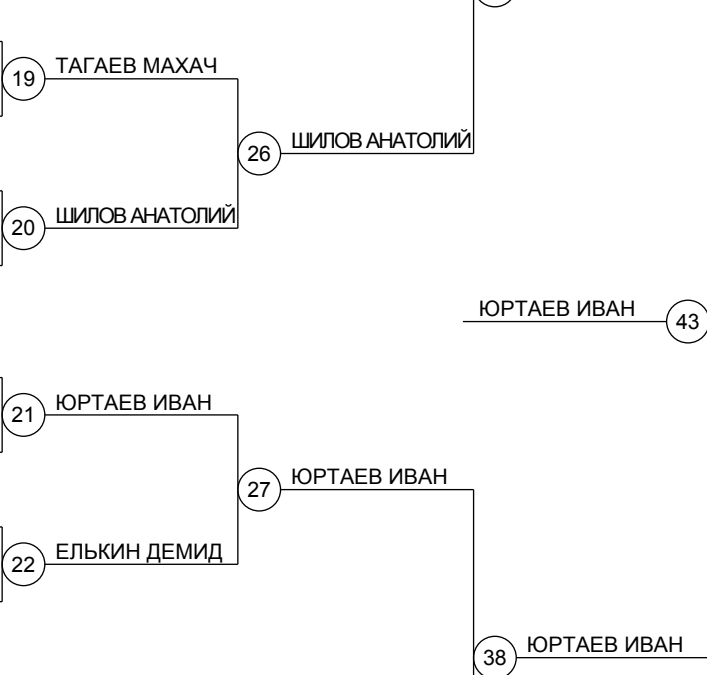 19 ТАГАЕВ МАХАЧ
26 ШИЛОВ АНАТОЛИЙ
20 ШИЛОВ АНАТОЛИЙ
ЮРТАЕВ ИВАН 43
21 ЮРТАЕВ ИВАН
27 ЮРТАЕВ ИВАН
22 ЕЛЬКИН ДЕМИД
38 ЮРТАЕВ ИВАН